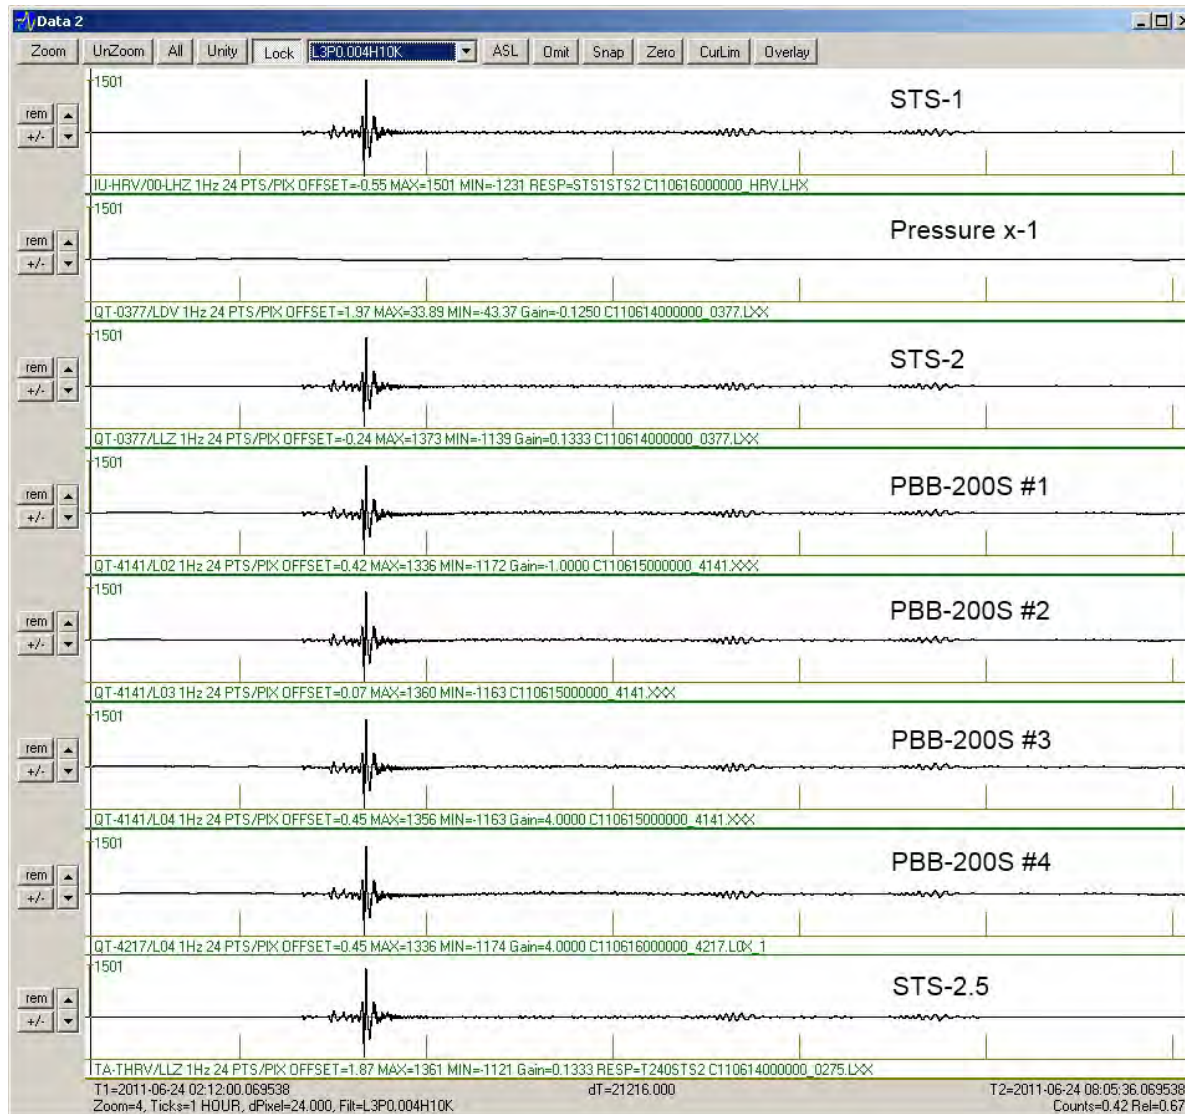 Data 2
Zoom UnZoom All Unity Lock L3P0.004H10K ASL Omit Snap Zero CurLim Overlay
1501
STS-1
rem
+/-
IU-HRV/00-LHZ 1Hz 24 PTS/PIX OFFSET=-0.55 MAX=1501 MIN=-1231 RESP=STS1STS2 C110616000000_HRV.LHX
1501
Pressure x-1
rem
+/-
QT-0377/LDV 1Hz 24 PTS/PIX OFFSET=1.97 MAX=33.89 MIN=-43.37 Gain=-0.1250 C110614000000_0377.LXX
1501
STS-2
rem
+/-
QT-0377/LLZ 1Hz 24 PTS/PIX OFFSET=-0.24 MAX=1373 MIN=-1139 Gain=0.1333 C110614000000_0377.LXX
1501
PBB-200S #1
rem
+/-
QT-4141/L02 1Hz 24 PTS/PIX OFFSET=0.42 MAX=1336 MIN=-1172 Gain=-1.0000 C110615000000_4141.XXX
1501
PBB-200S #2
rem
+/-
QT-4141/L03 1Hz 24 PTS/PIX OFFSET=0.07 MAX=1360 MIN=-1163 C110615000000_4141.XXX
1501
PBB-200S #3
rem
+/-
QT-4141/L04 1Hz 24 PTS/PIX OFFSET=0.45 MAX=1356 MIN=-1163 Gain=4.0000 C110615000000_4141.XXX
1501
PBB-200S #4
rem
+/-
QT-4217/L04 1Hz 24 PTS/PIX OFFSET=0.45 MAX=1336 MIN=-1174 Gain=4.0000 C110616000000_4217.L0X_1
1501
STS-2.5
rem
+/-
TA-THRV/LLZ 1Hz 24 PTS/PIX OFFSET=1.87 MAX=1361 MIN=-1121 Gain=0.1333 RESP=T240STS2 C110614000000_0275.LXX
T1=2011-06-24 02:12:00.069538 dT=21216.000 T2=2011-06-24 08:05:36.069538
Zoom=4, Ticks=1 HOUR, dPixel=24.000, Filt=L3P0.004H10K Counts=0.42 Rel=0.67